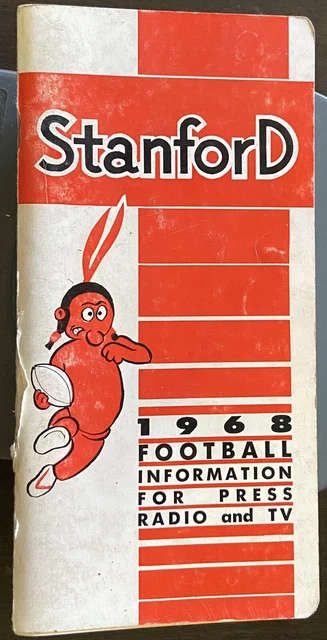 StanforD
1968
FOOTBALL
INFORMATION
FOR PRESS
RADIO and TV